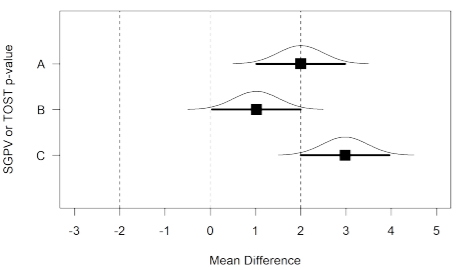 SGPV or TOST p-value
A
B
C
-3 -2 -1 0 1 2 3 4 5
Mean Difference